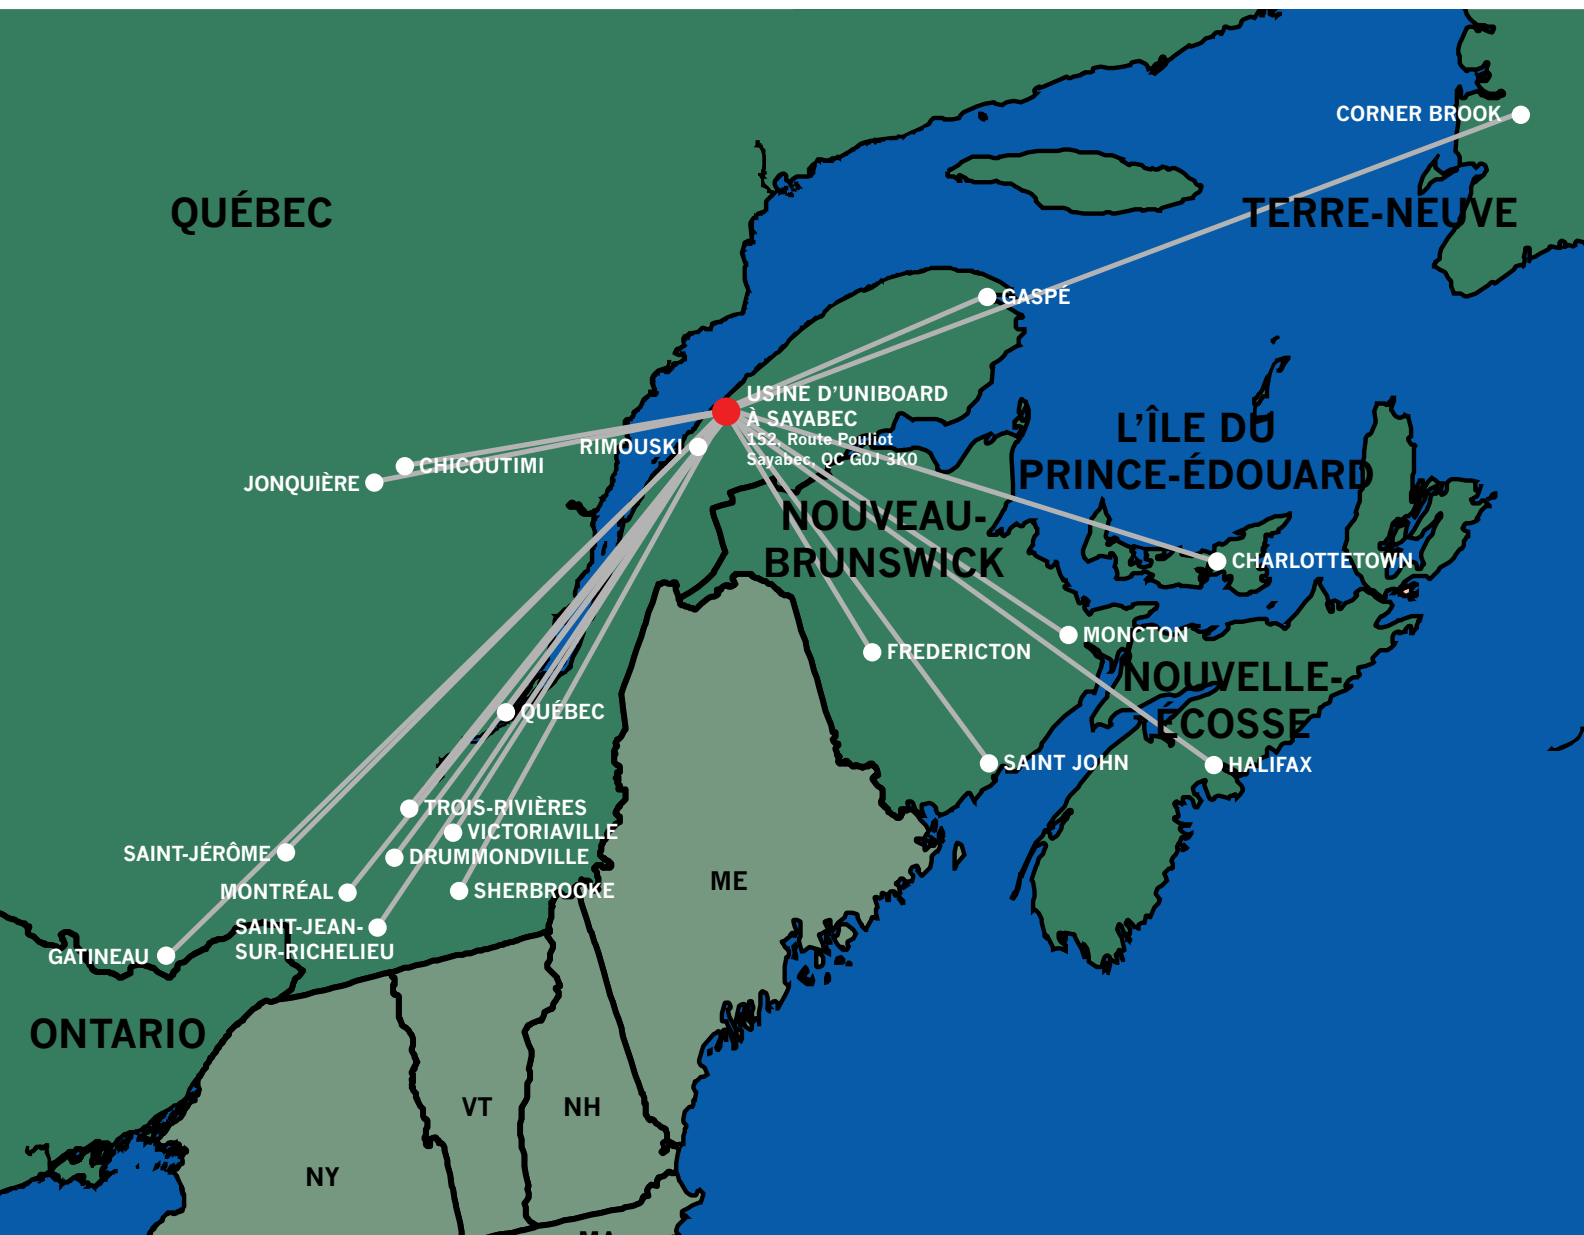 CORNER BROOK
QUÉBEC
TERRE-NEUVE
GASPÉ
USINE D’UNIBOARD
À SAYABEC
152, Route Pouliot
Sayabec, QC G0J 3K0
RIMOUSKI
CHICOUTIMI
JONQUIÈRE
L’ÎLE DU
PRINCE-ÉDOUARD
NOUVEAU-
BRUNSWICK
CHARLOTTETOWN
MONCTON
FREDERICTON
NOUVELLE-
ÉCOSSE
QUÉBEC
SAINT JOHN
HALIFAX
TROIS-RIVIÈRES
VICTORIAVILLE
SAINT-JÉRÔME
DRUMMONDVILLE
MONTRÉAL
SHERBROOKE
ME
SAINT-JEAN-
SUR-RICHELIEU
GATINEAU
ONTARIO
VT
NH
NY
MA